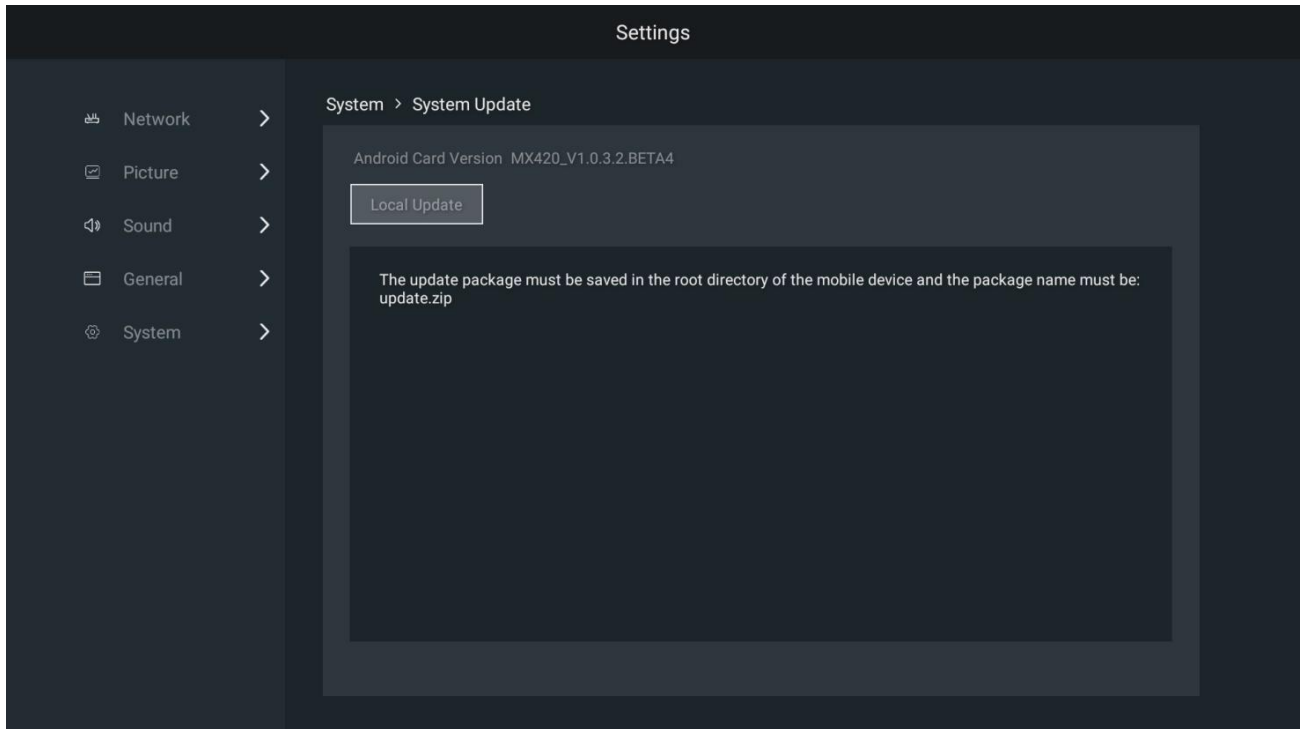 Settings
Network
Picture
Sound
General
System
System > System Update
Android Card Version MX420_V1.0.3.2.BETA4
Local Update
The update package must be saved in the root directory of the mobile device and the package name must be:
update.zip